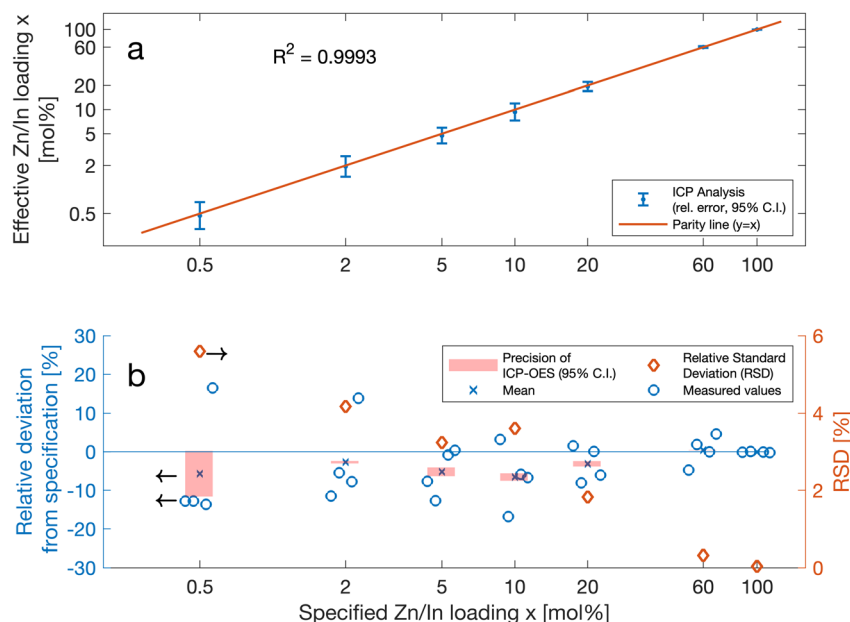 a
R² = 0.9993
Effective Zn/In loading x
[mol%]
100
60
20
10
5
2
0.5
ICP Analysis
(rel. error, 95% C.I.)
Parity line (y=x)
0.5 2 5 10 20 60 100
b
Relative deviation
from specification [%]
30
20
10
0
-10
-20
-30
Precision of
ICP-OES (95% C.I.)
Mean
Relative Standard
Deviation (RSD)
Measured values
6
4
2
0
RSD [%]
0.5 2 5 10 20 60 100
Specified Zn/In loading x [mol%]